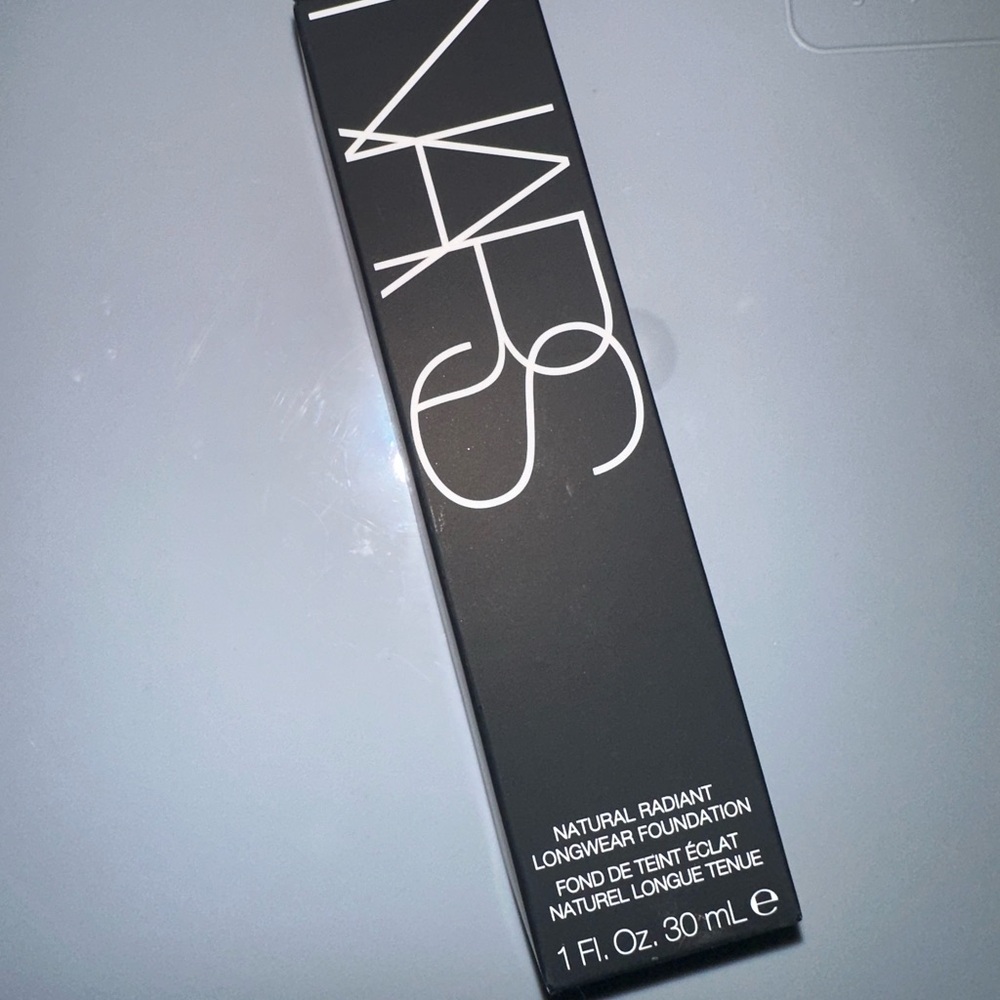 NARS
NATURAL RADIANT
LONGWEAR FOUNDATION
FOND DE TEINT ÉCLAT
NATUREL LONGUE TENUE
1 Fl. Oz. 30 mL ℮